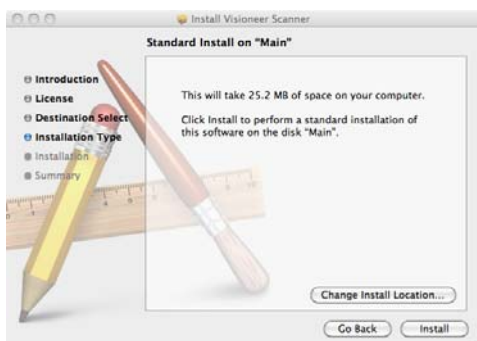 Install Visioneer Scanner
Standard Install on "Main"
Introduction
License
Destination Select
Installation Type
Installation
Summary
This will take 25.2 MB of space on your computer.
Click Install to perform a standard installation of
this software on the disk "Main".
Change Install Location...
Go Back
Install